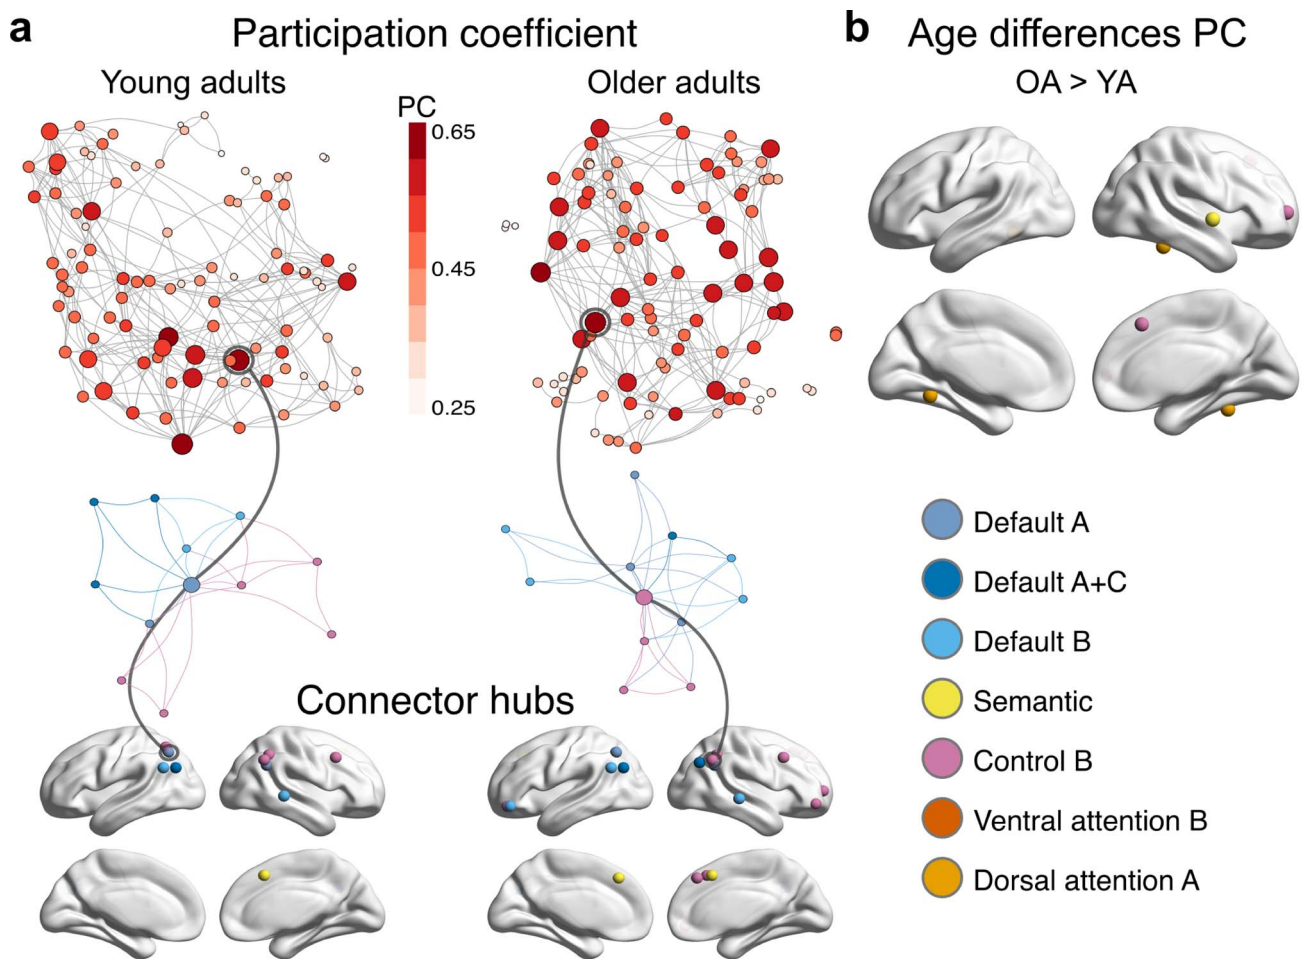 a
Participation coefficient
Young adults
Older adults
PC
0.65
0.45
0.25
Connector hubs
b
Age differences PC
OA > YA
Default A
Default A+C
Default B
Semantic
Control B
Ventral attention B
Dorsal attention A